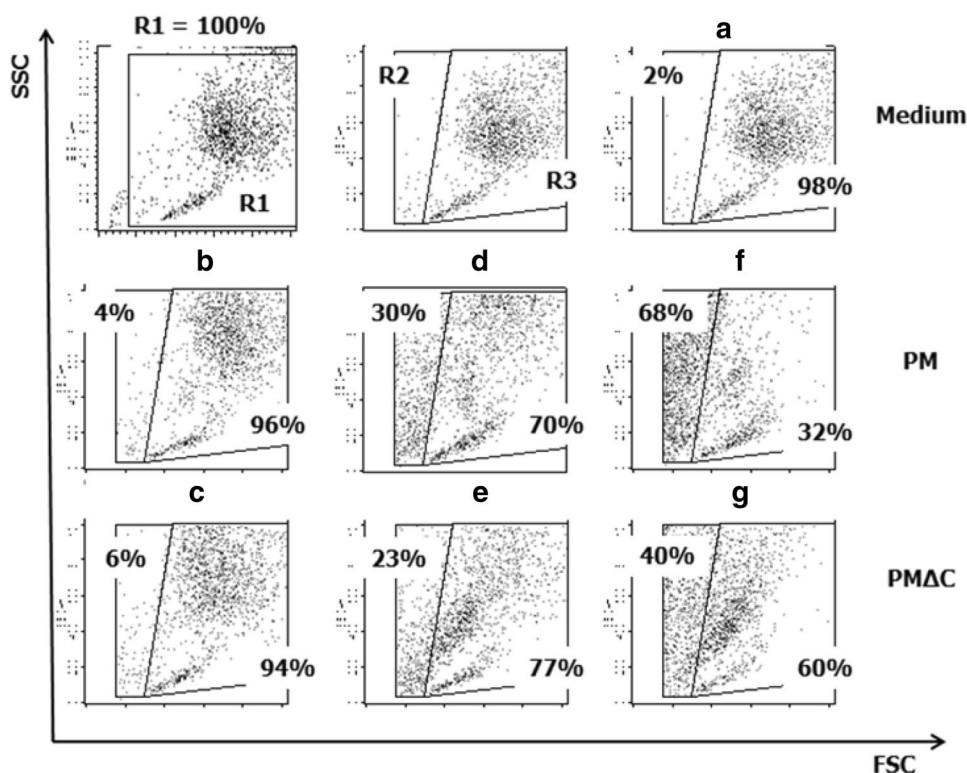 R1 = 100%
a
SSC
R1
R2
R3
2%
98%
Medium
b
d
f
4%
96%
30%
70%
68%
32%
PM
c
e
g
6%
94%
23%
77%
40%
60%
PMΔC
FSC